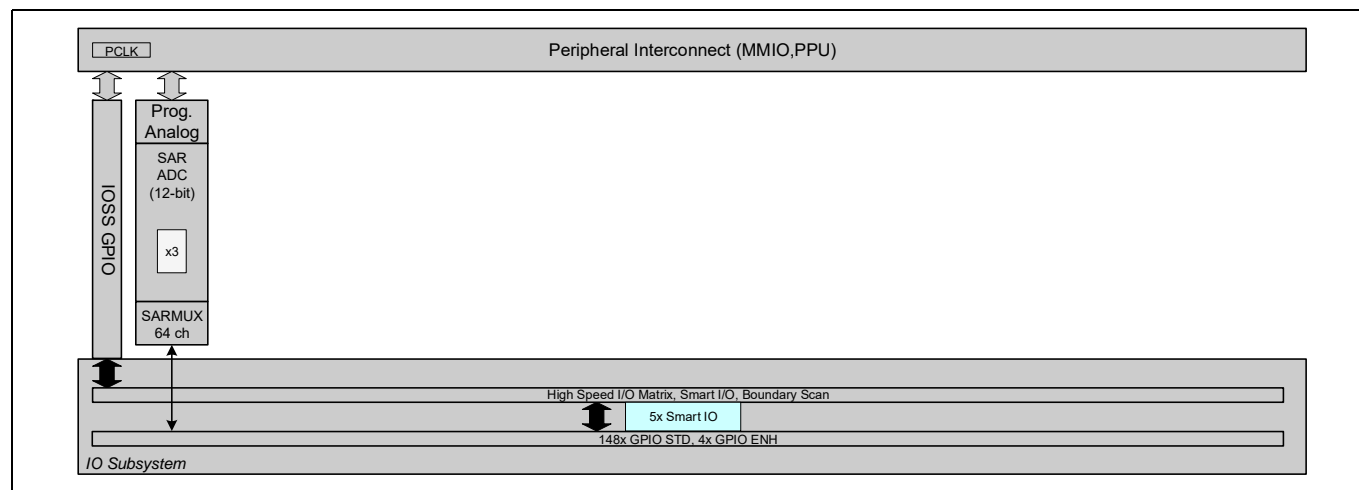 PCLK
Peripheral Interconnect (MMIO,PPU)
IOSS GPIO
Prog.
Analog
SAR
ADC
(12-bit)
x3
SARMUX
64 ch
High Speed I/O Matrix, Smart I/O, Boundary Scan
5x Smart IO
148x GPIO STD, 4x GPIO ENH
IO Subsystem